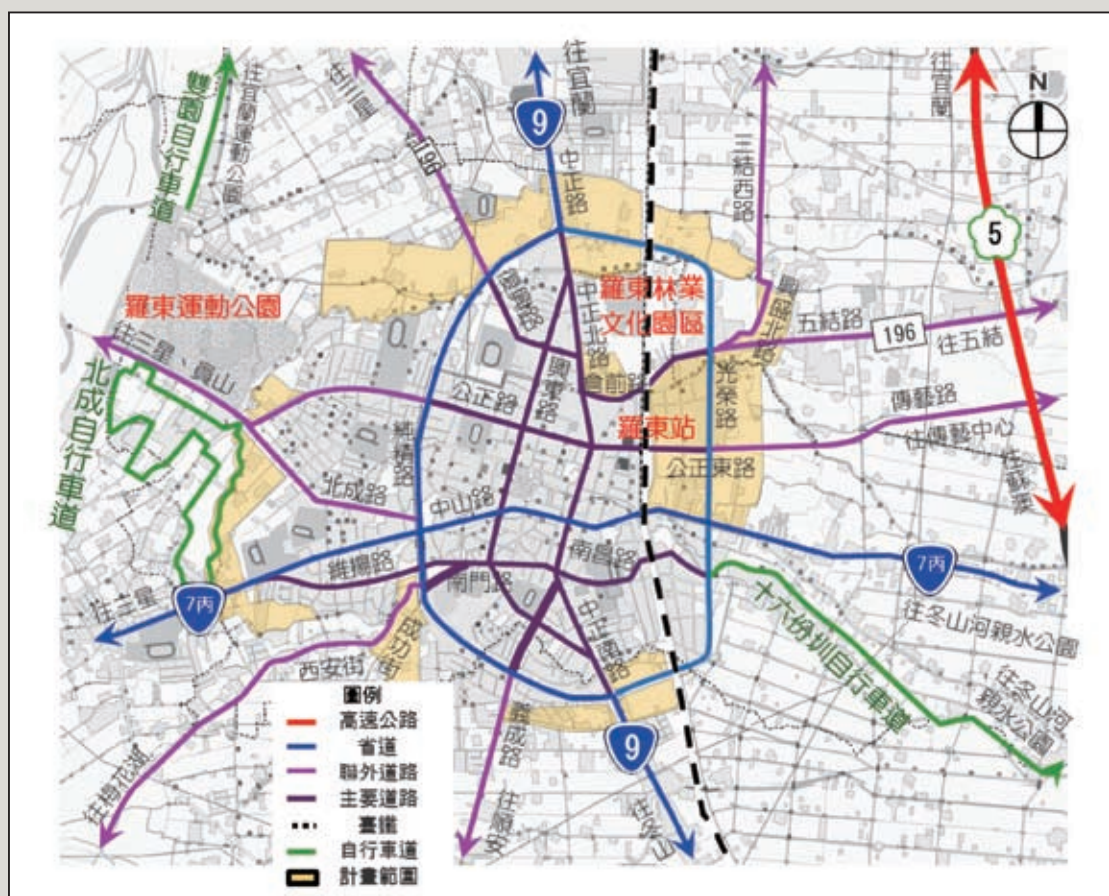 往宜蘭
往宜蘭
N
雙園自行車道
往宜蘭運動公園
往三星
196
9
中正路
三結西路
5
羅東運動公園
復興路
中正北路
羅東林業
文化園區
興東路
倉前路
光榮路
五結路
196
往五結
往三星、員山
北成自行車道
公正路
純精路
羅東站
公正東路
傳藝路
往傳藝中心
往蘇澳
北成路
中山路
維揚路
南門路
南昌路
7丙
7丙
往三星
往冬山河親水公園
十六份圳自行車道
往冬山河
親水公園
成功街
西安街
中正南路
義成路
9
往梅花湖
往順安
往冬山
圖例
高速公路
省道
聯外道路
主要道路
臺鐵
自行車道
計畫範圍